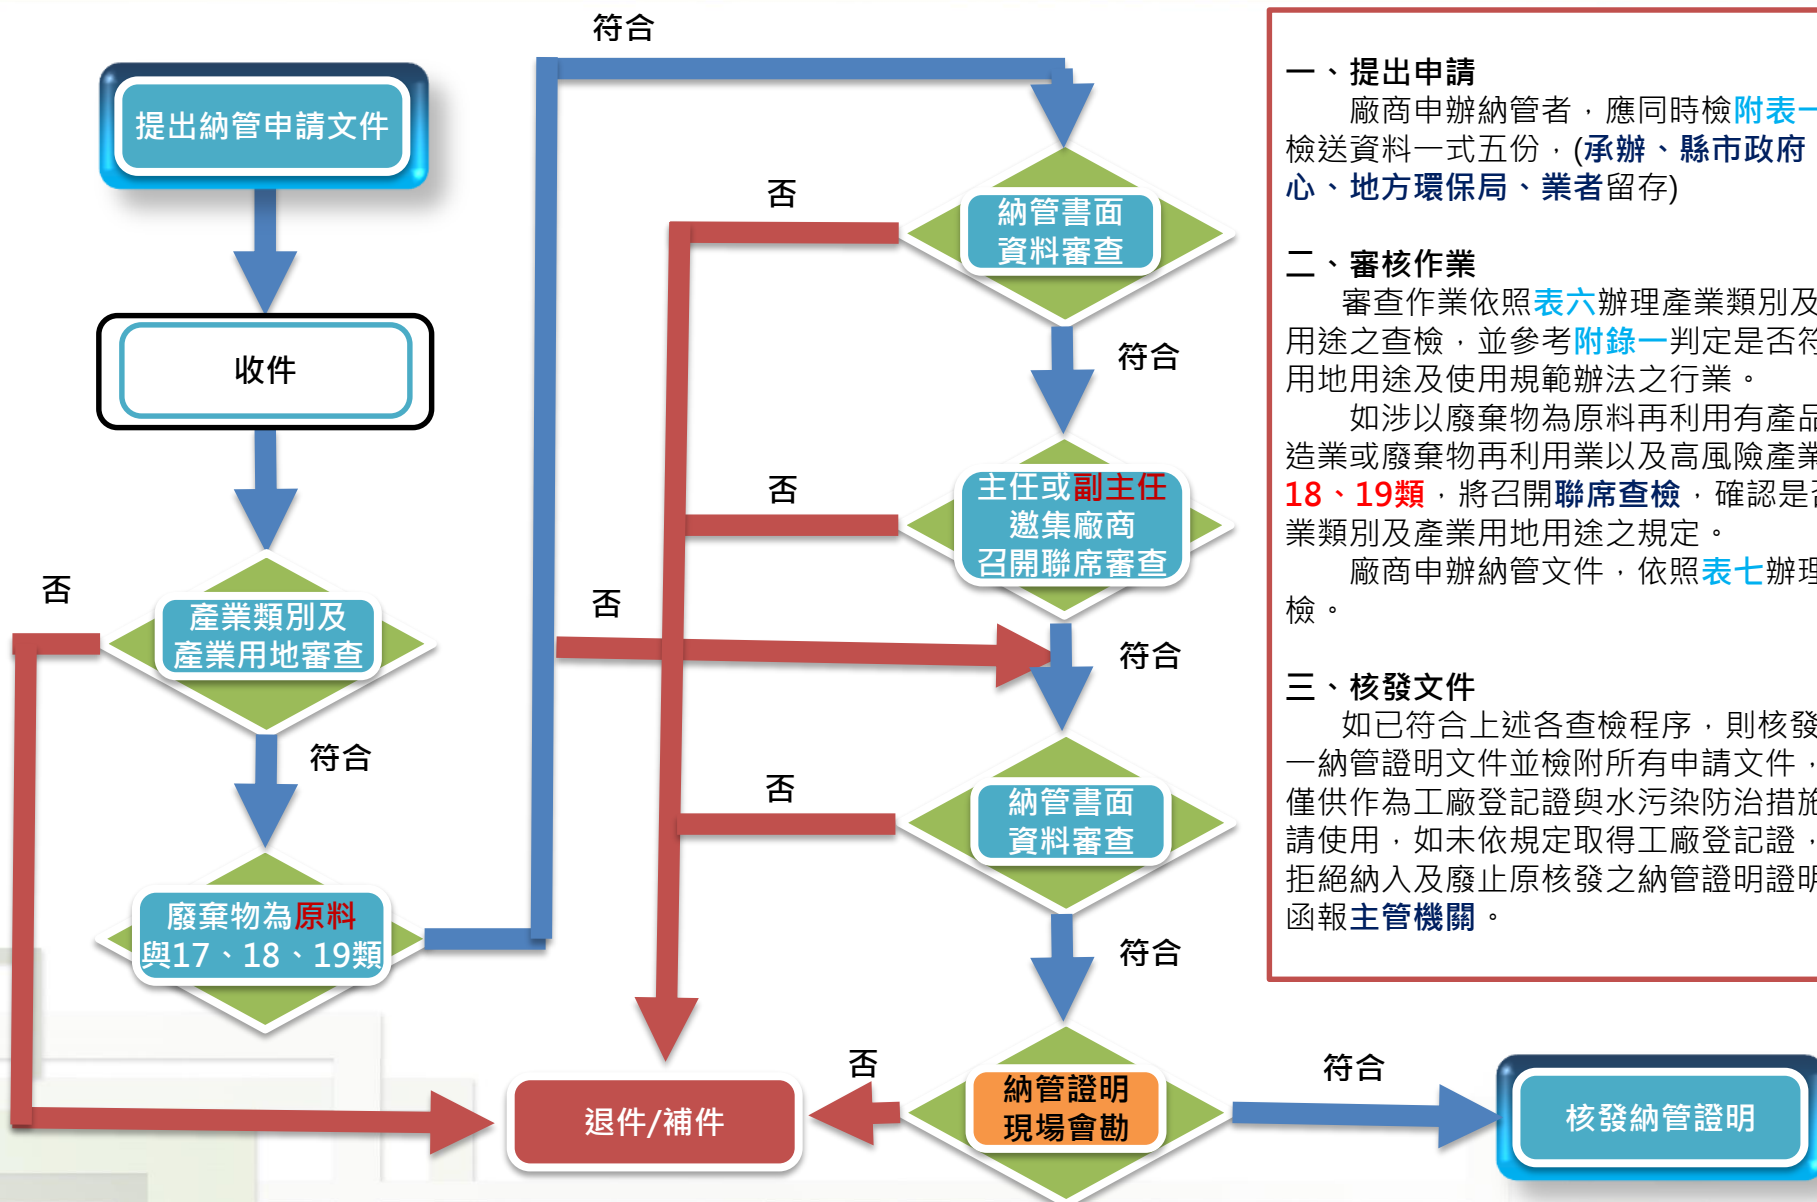 提出納管申請文件
收件
否
產業類別及
產業用地審查
符合
廢棄物為原料
與17、18、19類
符合
否
納管書面
資料審查
符合
否
主任或副主任
邀集廠商
召開聯席審查
否
符合
否
納管書面
資料審查
符合
否
納管證明
現場會勘
符合
退件/補件
核發納管證明
一、提出申請
廠商申辦納管者，應同時檢附表一
檢送資料一式五份，(承辦、縣市政府
心、地方環保局、業者留存)
二、審核作業
審查作業依照表六辦理產業類別及
用途之查檢，並參考附錄一判定是否符
用地用途及使用規範辦法之行業。
如涉以廢棄物為原料再利用有產品
造業或廢棄物再利用業以及高風險產業
18、19類，將召開聯席查檢，確認是否
業類別及產業用地用途之規定。
廠商申辦納管文件，依照表七辦理
檢。
三、核發文件
如已符合上述各查檢程序，則核發
一納管證明文件並檢附所有申請文件，
僅供作為工廠登記證與水污染防治措施
請使用，如未依規定取得工廠登記證，
拒絕納入及廢止原核發之納管證明證明
函報主管機關。